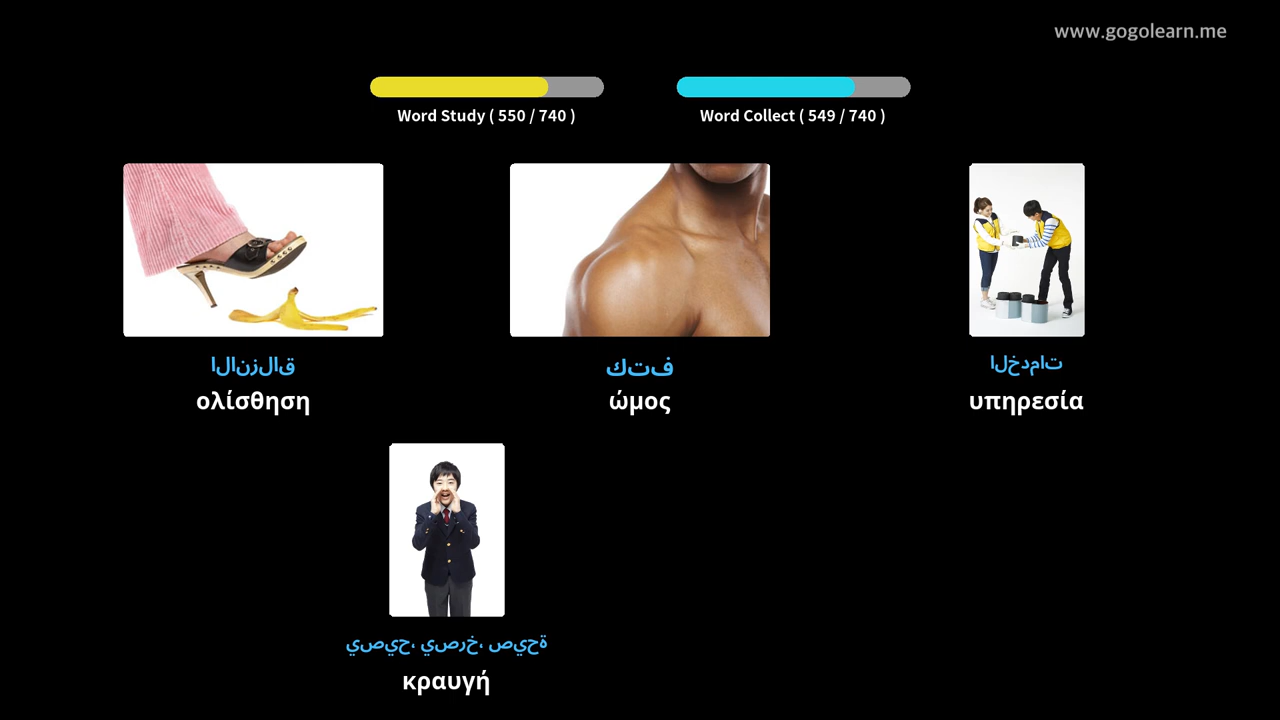 www.gogolearn.me
Word Study ( 550 / 740 )
Word Collect ( 549 / 740 )
الانزلاق
ολίσθηση
كتف
ώμος
الخدمات
υπηρεσία
يصيح، يصرخ، صيحة
κραυγή